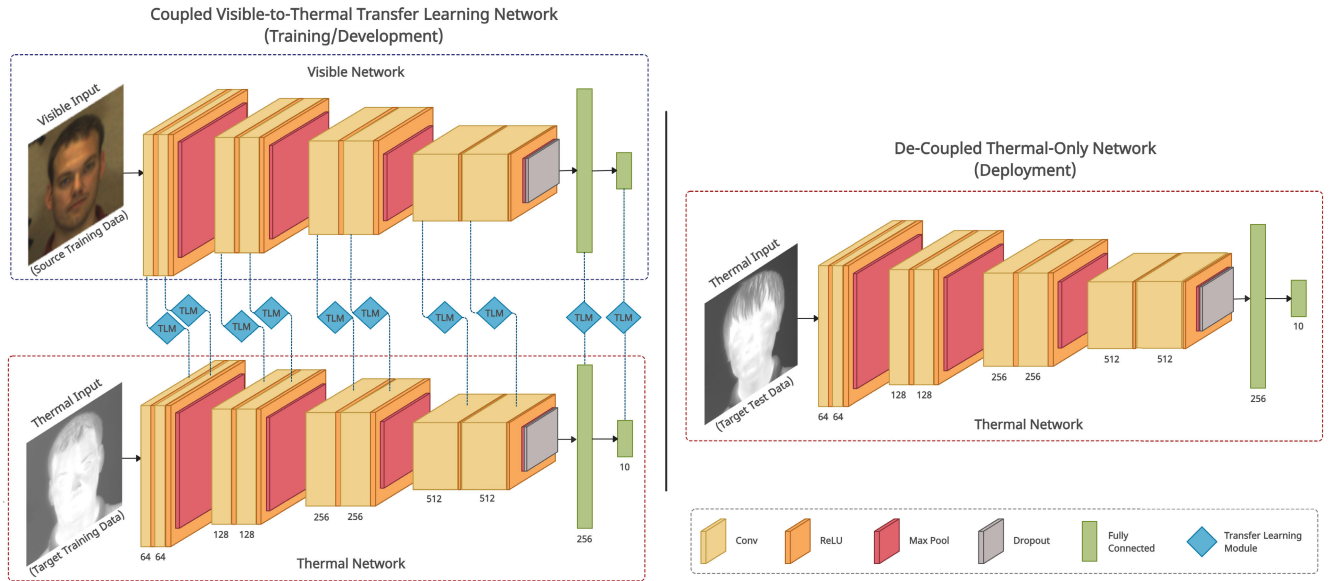 Coupled Visible-to-Thermal Transfer Learning Network
(Training/Development)
Visible Network
Visible Input
(Source Training Data)
TLM
TLM
TLM
TLM
TLM
TLM
TLM
TLM
TLM
TLM
Thermal Input
(Target Training Data)
64 64
128 128
256 256
512 512
256
10
Thermal Network
De-Coupled Thermal-Only Network
(Deployment)
Thermal Input
(Target Test Data)
64 64
128 128
256 256
512 512
256
10
Thermal Network
Conv
ReLU
Max Pool
Dropout
Fully
Connected
Transfer Learning
Module